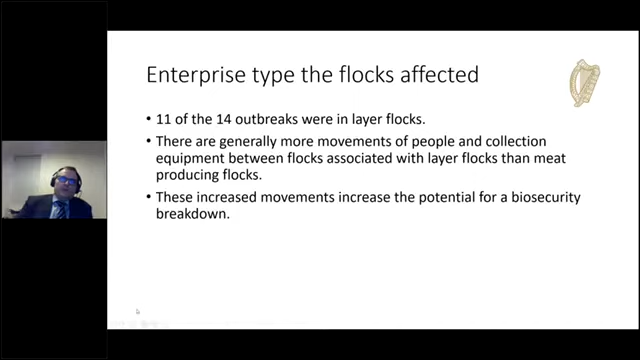 Enterprise type the flocks affected
• 11 of the 14 outbreaks were in layer flocks.
• There are generally more movements of people and collection
equipment between flocks associated with layer flocks than meat
producing flocks.
• These increased movements increase the potential for a biosecurity
breakdown.